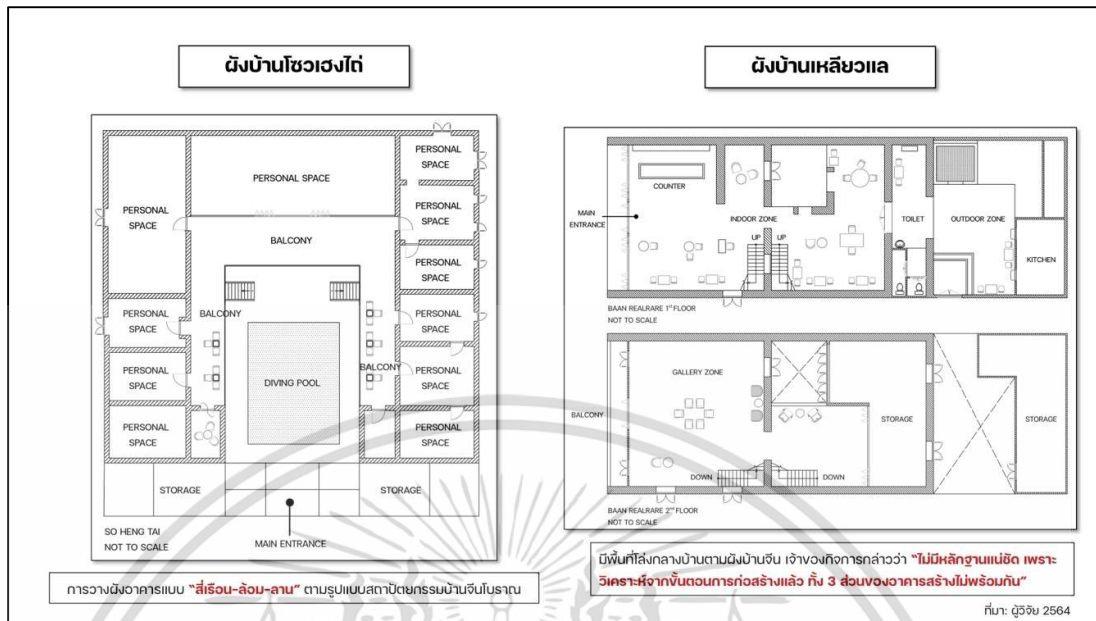 ผังบ้านโซวเฮงไถ่
PERSONAL
SPACE
PERSONAL SPACE
PERSONAL
SPACE
PERSONAL
SPACE
BALCONY
PERSONAL
SPACE
PERSONAL
SPACE
BALCONY
PERSONAL
SPACE
PERSONAL
SPACE
DIVING POOL
BALCONY
PERSONAL
SPACE
PERSONAL
SPACE
PERSONAL
SPACE
STORAGE
STORAGE
SO HENG TAI
NOT TO SCALE
MAIN ENTRANCE
การวางผังอาคารแบบ “สี่เรือน-ล้อม-ลาน” ตามรูปแบบสถาปัตยกรรมบ้านจีนโบราณ
ผังบ้านเหลียวแล
COUNTER
MAIN
ENTRANCE
INDOOR ZONE
TOILET
OUTDOOR ZONE
UP
UP
KITCHEN
BAAN REALRARE 1ST FLOOR
NOT TO SCALE
GALLERY ZONE
BALCONY
STORAGE
STORAGE
DOWN
DOWN
BAAN REALRARE 2ND FLOOR
NOT TO SCALE
มีพื้นที่โล่งกลางบ้านตามผังบ้านจีน เจ้าของกิจการกล่าวว่า “ไม่มีหลักฐานแน่ชัด เพราะ
วิเคราะห์จากขั้นตอนการก่อสร้างแล้ว ทั้ง 3 ส่วนของอาคารสร้างไม่พร้อมกัน”
ที่มา: ผู้วิจัย 2564